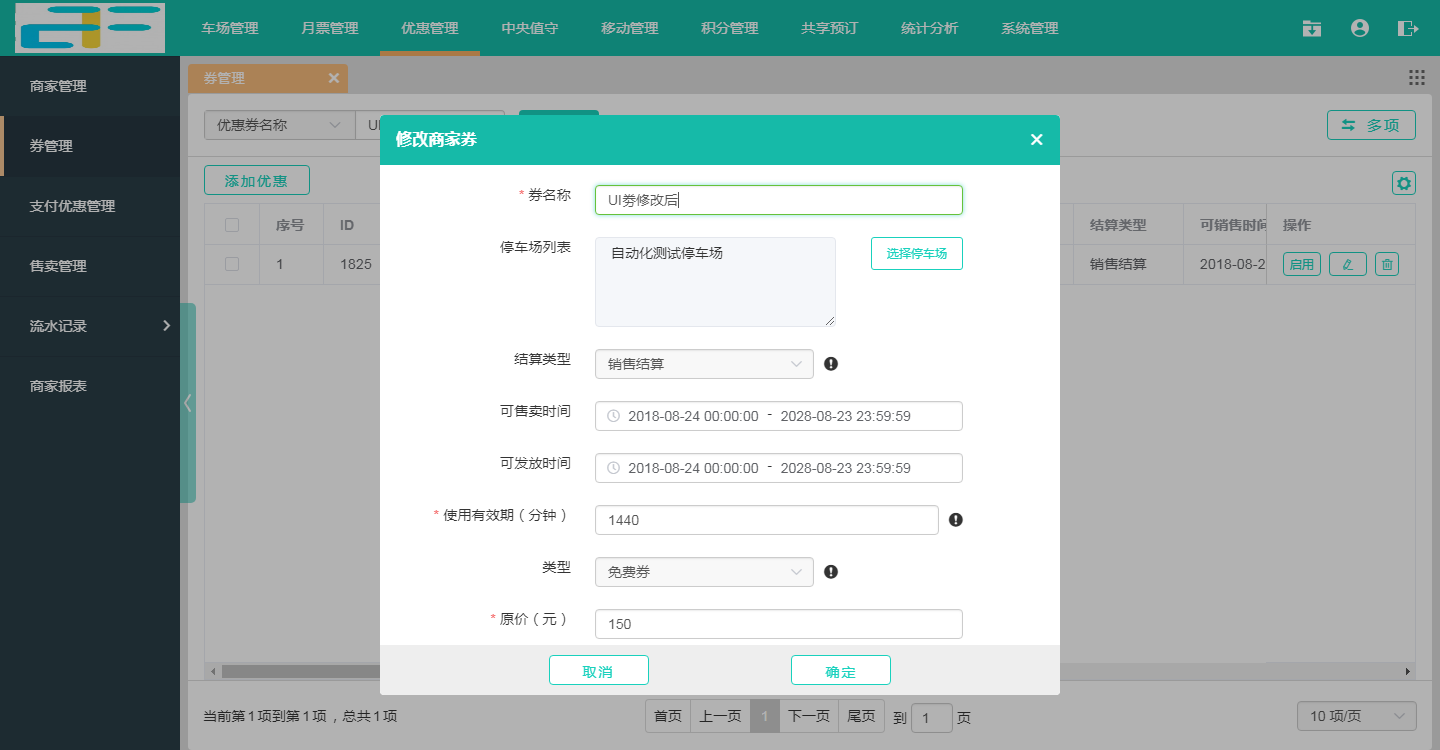 车场管理 月票管理 优惠管理 中央值守 移动管理 积分管理 共享预订 统计分析 系统管理
商家管理
券管理
支付优惠管理
售卖管理
流水记录
商家报表
券管理
优惠券名称 UI
多项
添加优惠
序号 ID 结算类型 可销售时间 操作
1 1825 销售结算 2018-08-2 启用
修改商家券
* 券名称 UI劵修改后
停车场列表 自动化测试停车场 选择停车场
结算类型 销售结算
可售卖时间 2018-08-24 00:00:00 - 2028-08-23 23:59:59
可发放时间 2018-08-24 00:00:00 - 2028-08-23 23:59:59
* 使用有效期（分钟） 1440
类型 免费券
* 原价（元） 150
取消 确定
当前第1项到第1项，总共1项 首页 上一页 1 下一页 尾页 到 1 页 10 项/页